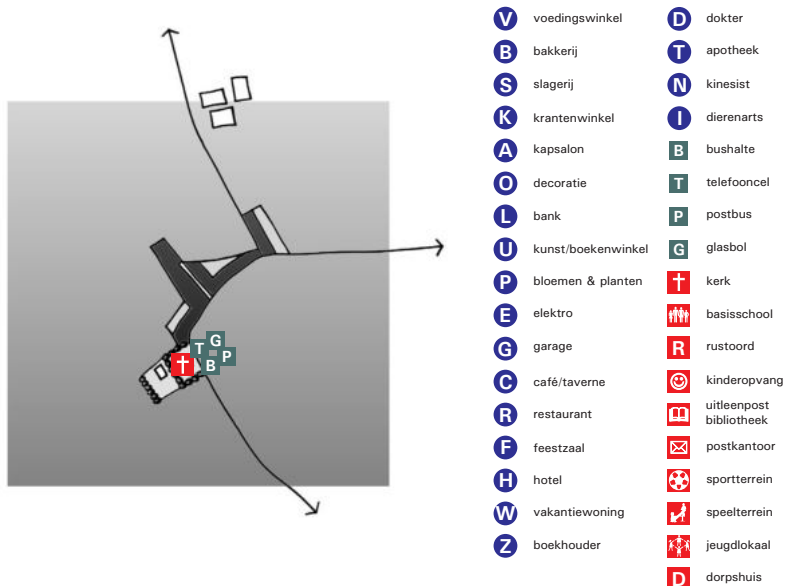 T G P B
V voedingswinkel
B bakkerij
S slagerij
K krantenwinkel
A kapsalon
O decoratie
L bank
U kunst/boekenwinkel
P bloemen & planten
E elektro
G garage
C café/taverne
R restaurant
F feestzaal
H hotel
W vakantiewoning
Z boekhouder
D dokter
T apotheek
N kinesist
I dierenarts
B bushalte
T telefooncel
P postbus
G glasbol
kerk
basisschool
R rustoord
kinderopvang
uitleenpost
bibliotheek
postkantoor
sportterrein
speelterrein
jeugdlokaal
D dorpshuis